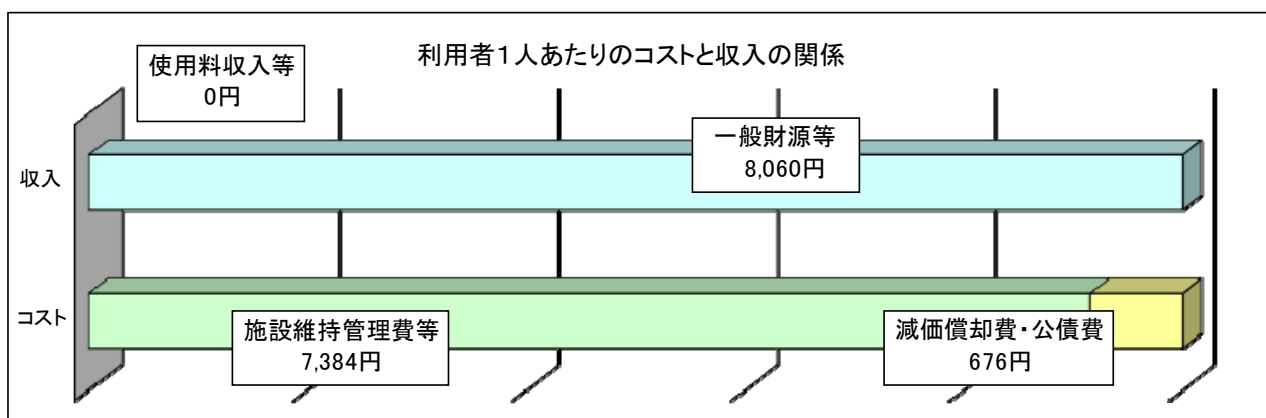 利用者1人あたりのコストと収入の関係
使用料収入等
0円
一般財源等
8,060円
収入
コスト
施設維持管理費等
7,384円
減価償却費・公債費
676円